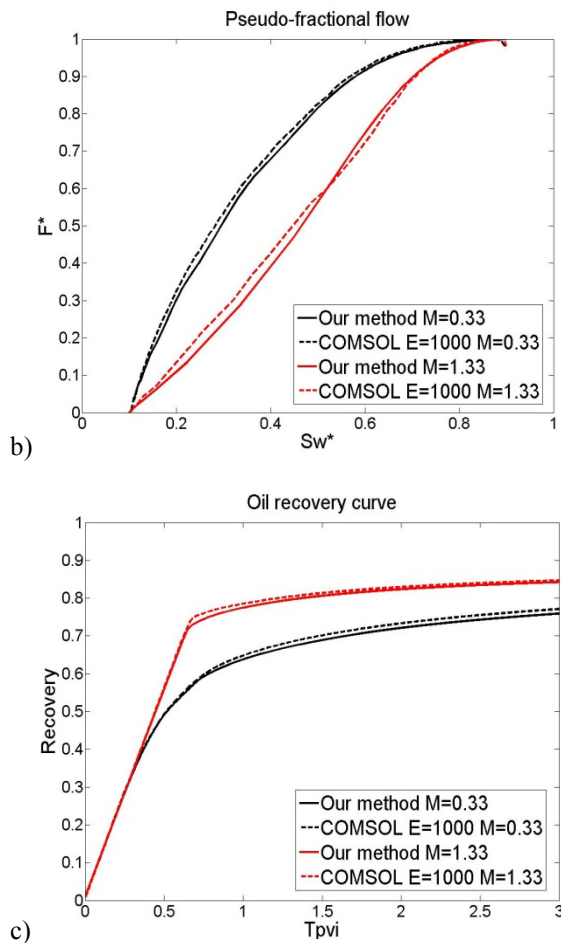 Pseudo-fractional flow
1
0.9
0.8
0.7
0.6
0.5
0.4
0.3
0.2
0.1
0
F*
Our method M=0.33
COMSOL E=1000 M=0.33
Our method M=1.33
COMSOL E=1000 M=1.33
0 0.2 0.4 0.6 0.8 1
Sw*
b)
Oil recovery curve
1
0.9
0.8
0.7
0.6
0.5
0.4
0.3
0.2
0.1
0
Recovery
Our method M=0.33
COMSOL E=1000 M=0.33
Our method M=1.33
COMSOL E=1000 M=1.33
0 0.5 1 1.5 2 2.5 3
Tpvi
c)